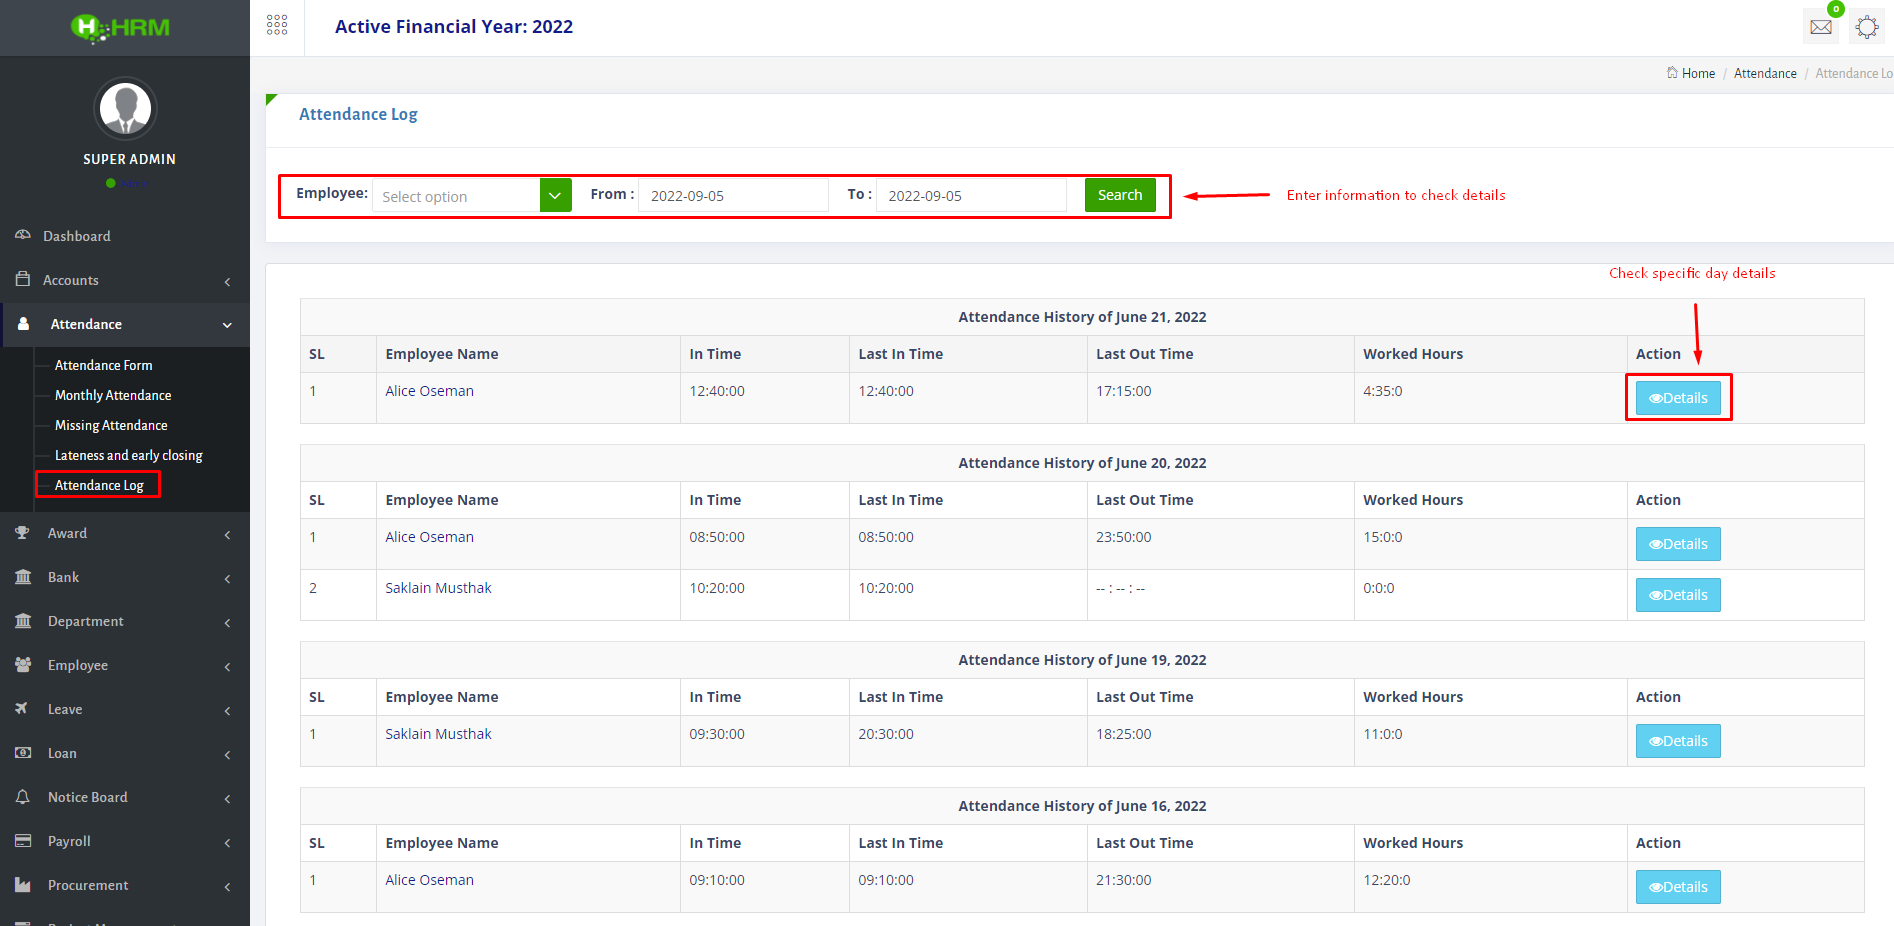 HRM
Active Financial Year: 2022
0
Home / Attendance / Attendance Lo
SUPER ADMIN
Dashboard
Accounts
Attendance
Attendance Form
Monthly Attendance
Missing Attendance
Lateness and early closing
Attendance Log
Award
Bank
Department
Employee
Leave
Loan
Notice Board
Payroll
Procurement
Attendance Log
Employee: Select option From : 2022-09-05 To : 2022-09-05 Search
Enter information to check details
Check specific day details
Attendance History of June 21, 2022
SL Employee Name In Time Last In Time Last Out Time Worked Hours Action
1 Alice Oseman 12:40:00 12:40:00 17:15:00 4:35:0 Details
Attendance History of June 20, 2022
SL Employee Name In Time Last In Time Last Out Time Worked Hours Action
1 Alice Oseman 08:50:00 08:50:00 23:50:00 15:0:0 Details
2 Saklain Musthak 10:20:00 10:20:00 -- : -- : -- 0:0:0 Details
Attendance History of June 19, 2022
SL Employee Name In Time Last In Time Last Out Time Worked Hours Action
1 Saklain Musthak 09:30:00 20:30:00 18:25:00 11:0:0 Details
Attendance History of June 16, 2022
SL Employee Name In Time Last In Time Last Out Time Worked Hours Action
1 Alice Oseman 09:10:00 09:10:00 21:30:00 12:20:0 Details